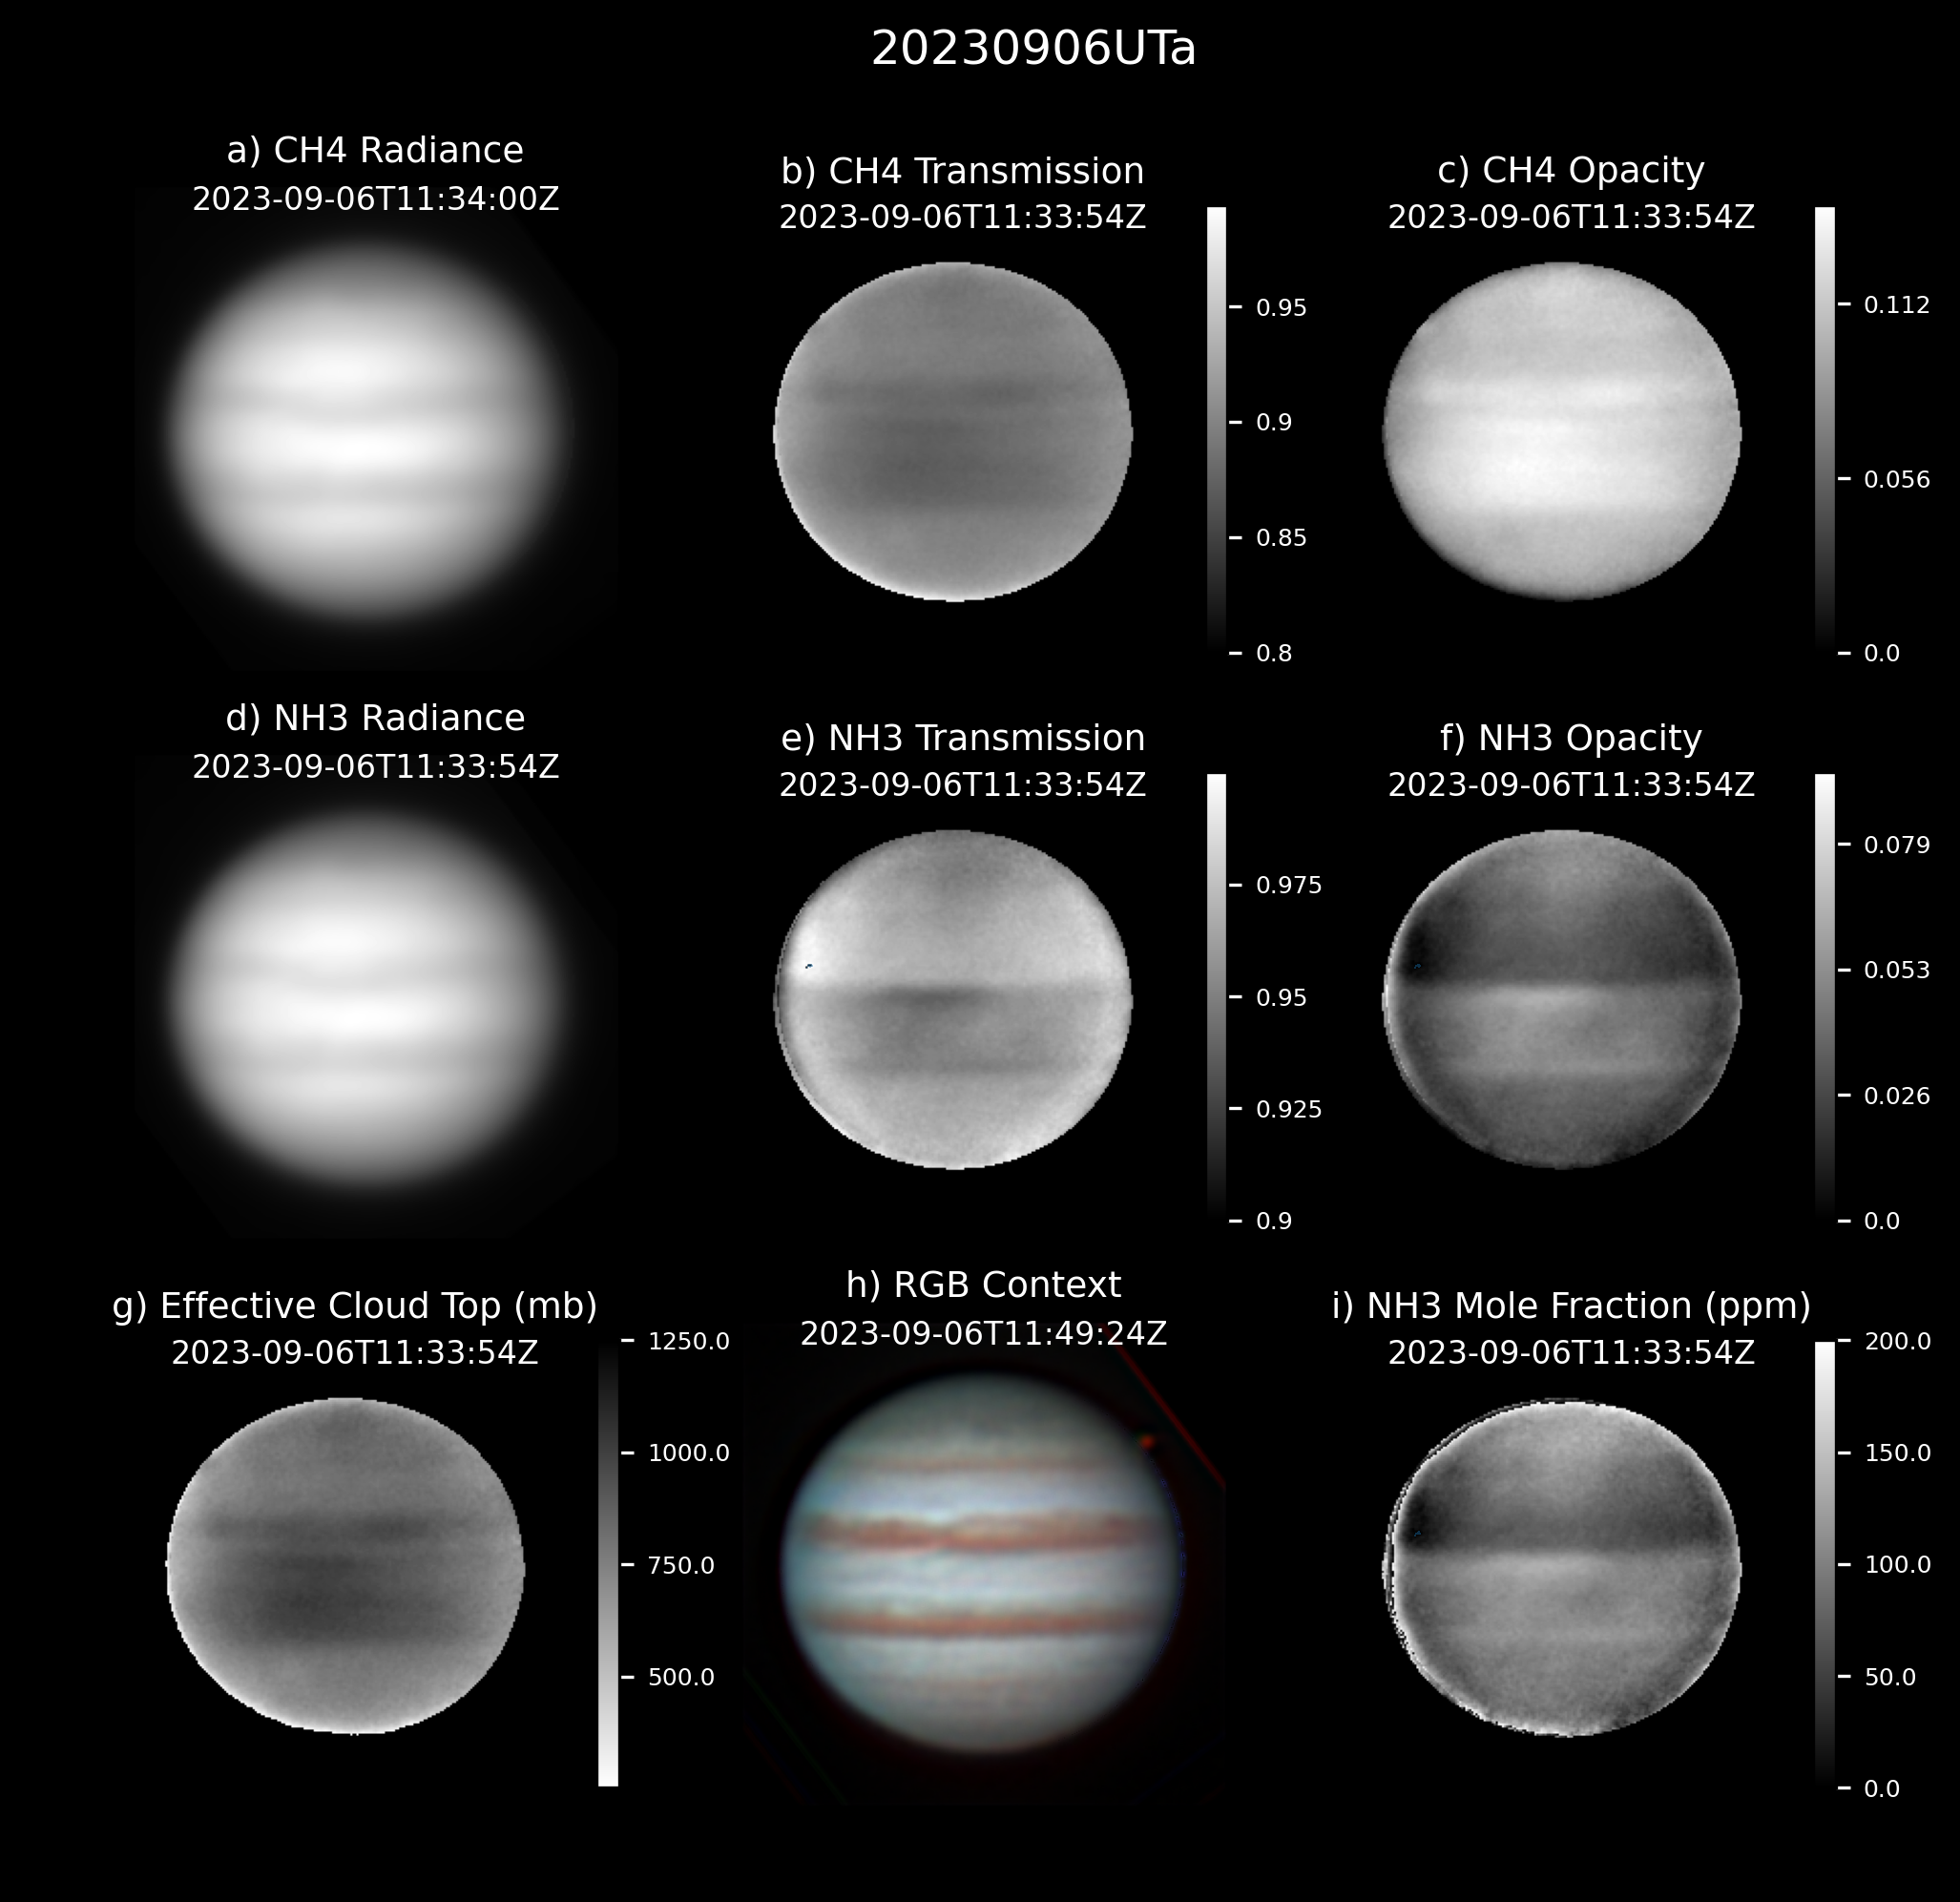 20230906UTa
a) CH4 Radiance
2023-09-06T11:34:00Z
b) CH4 Transmission
2023-09-06T11:33:54Z
0.95
0.9
0.85
0.8
c) CH4 Opacity
2023-09-06T11:33:54Z
0.112
0.056
0.0
d) NH3 Radiance
2023-09-06T11:33:54Z
e) NH3 Transmission
2023-09-06T11:33:54Z
0.975
0.95
0.925
0.9
f) NH3 Opacity
2023-09-06T11:33:54Z
0.079
0.053
0.026
0.0
g) Effective Cloud Top (mb)
2023-09-06T11:33:54Z
1250.0
1000.0
750.0
500.0
h) RGB Context
2023-09-06T11:49:24Z
i) NH3 Mole Fraction (ppm)
2023-09-06T11:33:54Z
200.0
150.0
100.0
50.0
0.0